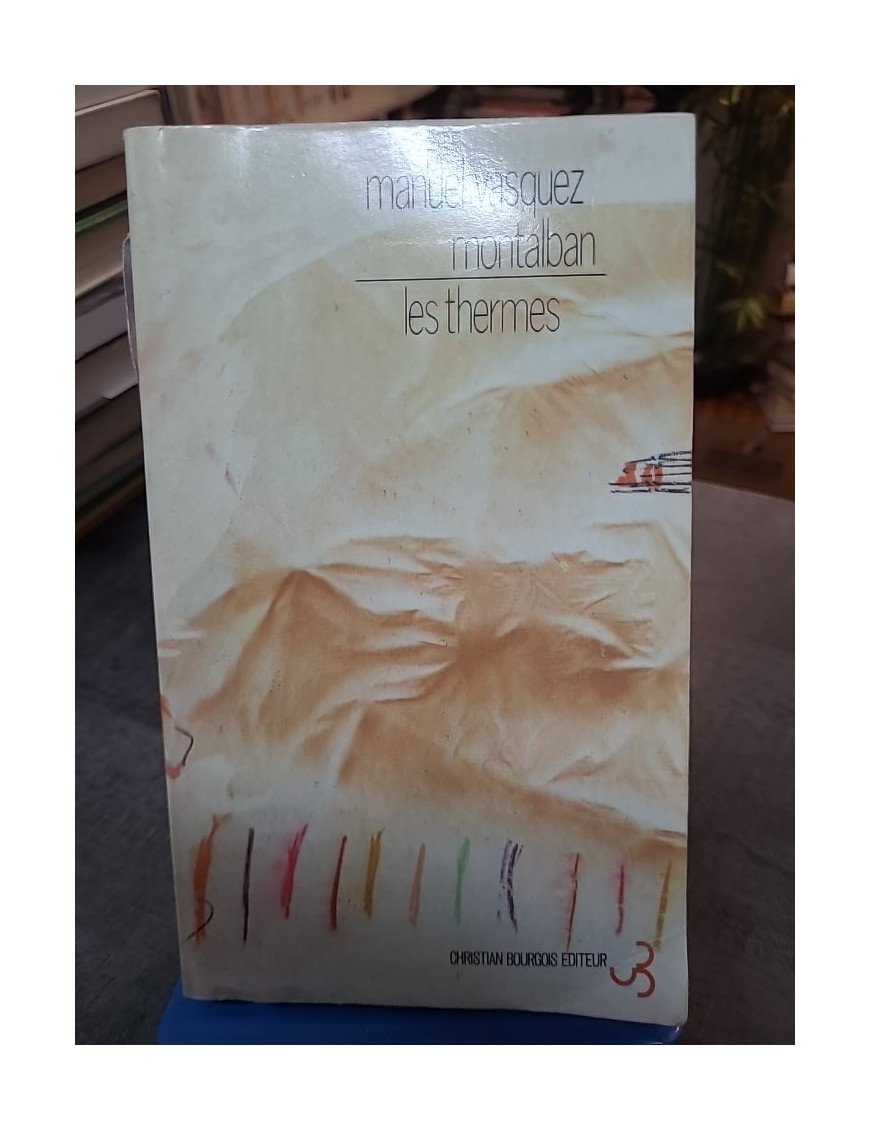 manuel vasquez
montálban
les thermes
CHRISTIAN BOURGOIS EDITEUR